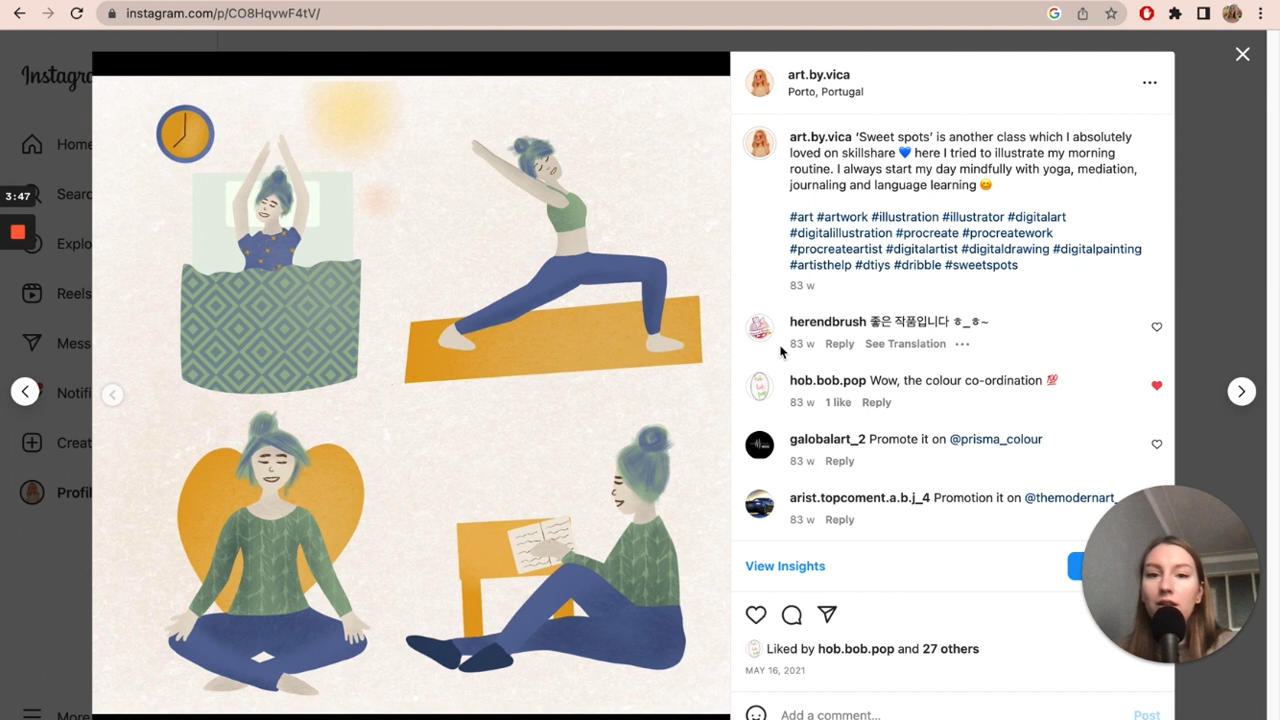 instagram.com/p/CO8HqvwF4tV/
Instagr
Home
Searc
Explo
Reels
Mess
Notifi
Creat
Profil
More
3:47
art.by.vica
Porto, Portugal
art.by.vica ‘Sweet spots’ is another class which I absolutely
loved on skillshare 💙 here I tried to illustrate my morning
routine. I always start my day mindfully with yoga, mediation,
journaling and language learning 😊
#art #artwork #illustration #illustrator #digitalart
#digitalillustration #procreate #procreatework
#procreateartist #digitalartist #digitaldrawing #digitalpainting
#artisthelp #dtiys #dribble #sweetspots
83 w
herendbrush 좋은 작품입니다 ㅎ_ㅎ~
83 w Reply See Translation •••
hob.bob.pop Wow, the colour co-ordination 💯
83 w 1 like Reply
galobalart_2 Promote it on @prisma_colour
83 w Reply
arist.topcoment.a.b.j_4 Promotion it on @themodernart_
83 w Reply
View Insights
Liked by hob.bob.pop and 27 others
MAY 16, 2021
Add a comment...
Post